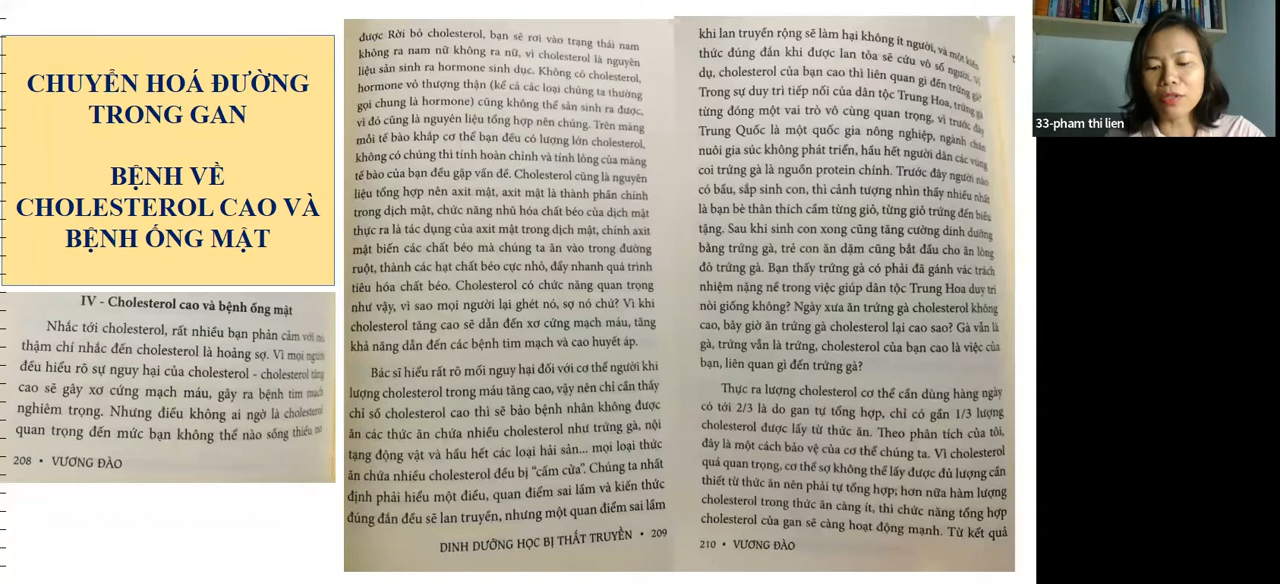 CHUYỂN HOÁ ĐƯỜNG
TRONG GAN
BỆNH VỀ
CHOLESTEROL CAO VÀ
BỆNH ỐNG MẬT
IV - Cholesterol cao và bệnh ống mật
Nhắc tới cholesterol, rất nhiều bạn phản cảm với nó
thậm chí nhắc đến cholesterol là hoảng sợ. Vì mọi người
đều hiểu rõ sự nguy hại của cholesterol - cholesterol tăng
cao sẽ gây xơ cứng mạch máu, gây ra bệnh tim mạch
nghiêm trọng. Nhưng điều không ai ngờ là cholesterol
quan trọng đến mức bạn không thể nào sống thiếu nó
208 • VƯƠNG ĐÀO
được Rời bỏ cholesterol, bạn sẽ rơi vào trạng thái nam
không ra nam nữ không ra nữ, vì cholesterol là nguyên
liệu sản sinh ra hormone sinh dục. Không có cholesterol,
hormone vỏ thượng thận (kể cả các loại chúng ta thường
gọi chung là hormone) cũng không thể sản sinh ra được,
vì đó cũng là nguyên liệu tổng hợp nên chúng. Trên màng
mỗi tế bào khắp cơ thể bạn đều có lượng lớn cholesterol,
không có chúng thì tính hoàn chỉnh và tính lỏng của màng
tế bào của bạn đều gặp vấn đề. Cholesterol cũng là nguyên
liệu tổng hợp nên axit mật, axit mật là thành phần chính
trong dịch mật, chức năng nhũ hóa chất béo của dịch mật
thực ra là tác dụng của axit mật trong dịch mật, chính axit
mật biến các chất béo mà chúng ta ăn vào trong đường
ruột, thành các hạt chất béo cực nhỏ, đẩy nhanh quá trình
tiêu hóa chất béo. Cholesterol có chức năng quan trọng
như vậy, vì sao mọi người lại ghét nó, sợ nó chứ? Vì khi
cholesterol tăng cao sẽ dẫn đến xơ cứng mạch máu, tăng
khả năng dẫn đến các bệnh tim mạch và cao huyết áp.
Bác sĩ hiểu rất rõ mối nguy hại đối với cơ thể người khi
lượng cholesterol trong máu tăng cao, vậy nên chỉ cần thấy
chỉ số cholesterol cao thì sẽ bảo bệnh nhân không được
ăn các thức ăn chứa nhiều cholesterol như trứng gà, nội
tạng động vật và hầu hết các loại hải sản... mọi loại thức
ăn chứa nhiều cholesterol đều bị “cấm cửa”. Chúng ta nhất
định phải hiểu một điều, quan điểm sai lầm và kiến thức
đúng đắn đều sẽ lan truyền, nhưng một quan điểm sai lầm
DINH DƯỠNG HỌC BỊ THẤT TRUYỀN • 209
khi lan truyền rộng sẽ làm hại không ít người, và một kiến
thức đúng đắn khi được lan tỏa sẽ cứu vô số người. Ví
dụ, cholesterol của bạn cao thì liên quan gì đến trứng gà?
Trong sự duy trì tiếp nối của dân tộc Trung Hoa, trứng gà
từng đóng một vai trò vô cùng quan trọng, vì trước đây
Trung Quốc là một quốc gia nông nghiệp, ngành chăn
nuôi gia súc không phát triển, hầu hết người dân các vùng
coi trứng gà là nguồn protein chính. Trước đây người nào
có bầu, sắp sinh con, thì cảnh tượng nhìn thấy nhiều nhất
là bạn bè thân thích cầm từng giỏ, từng giỏ trứng đến biếu
tặng. Sau khi sinh con xong cũng tăng cường dinh dưỡng
bằng trứng gà, trẻ con ăn dặm cũng bắt đầu cho ăn lòng
đỏ trứng gà. Bạn thấy trứng gà có phải đã gánh vác trách
nhiệm nặng nề trong việc giúp dân tộc Trung Hoa duy trì
nòi giống không? Ngày xưa ăn trứng gà cholesterol không
cao, bây giờ ăn trứng gà cholesterol lại cao sao? Gà vẫn là
gà, trứng vẫn là trứng, cholesterol của bạn cao là việc của
bạn, liên quan gì đến trứng gà?
Thực ra lượng cholesterol cơ thể cần dùng hàng ngày
có tới 2/3 là do gan tự tổng hợp, chỉ có gần 1/3 lượng
cholesterol được lấy từ thức ăn. Theo phân tích của tôi,
đây là một cách bảo vệ của cơ thể chúng ta. Vì cholesterol
quá quan trọng, cơ thể sợ không thể lấy được đủ lượng cần
thiết từ thức ăn nên phải tự tổng hợp; hơn nữa hàm lượng
cholesterol trong thức ăn càng ít, thì chức năng tổng hợp
cholesterol của gan sẽ càng hoạt động mạnh. Từ kết quả
210 • VƯƠNG ĐÀO
33-pham thi lien